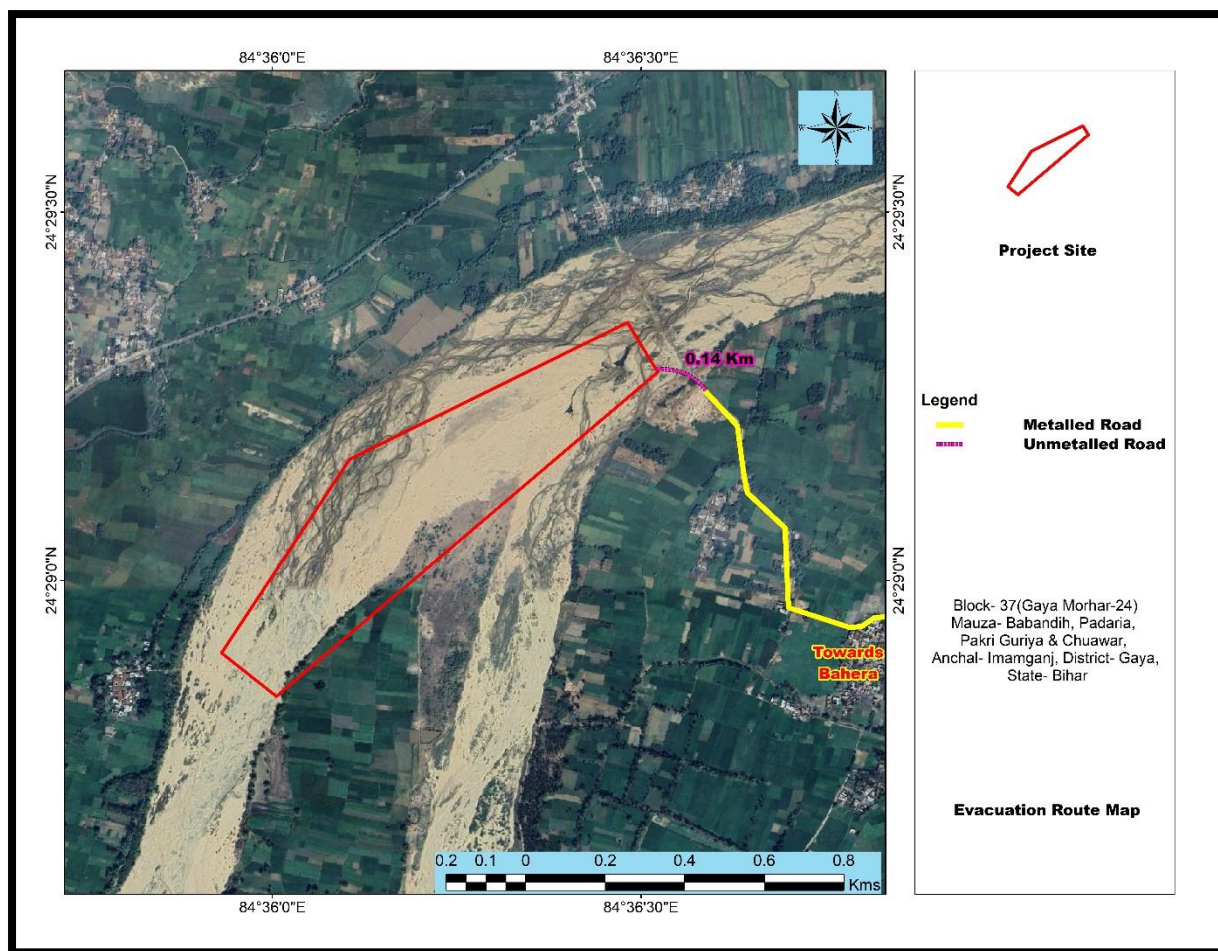 84°36'0"E
84°36'30"E
24°29'30"N
24°29'30"N
N
W
E
S
0.14 Km
24°29'0"N
24°29'0"N
Towards
Bahera
0.2 0.1 0 0.2 0.4 0.6 0.8
Kms
84°36'0"E
84°36'30"E
Project Site
Legend
Metalled Road
Unmetalled Road
Block- 37(Gaya Morhar-24)
Mauza- Babandih, Padaria,
Pakri Guriya & Chuawar,
Anchal- Imamganj, District- Gaya,
State- Bihar
Evacuation Route Map